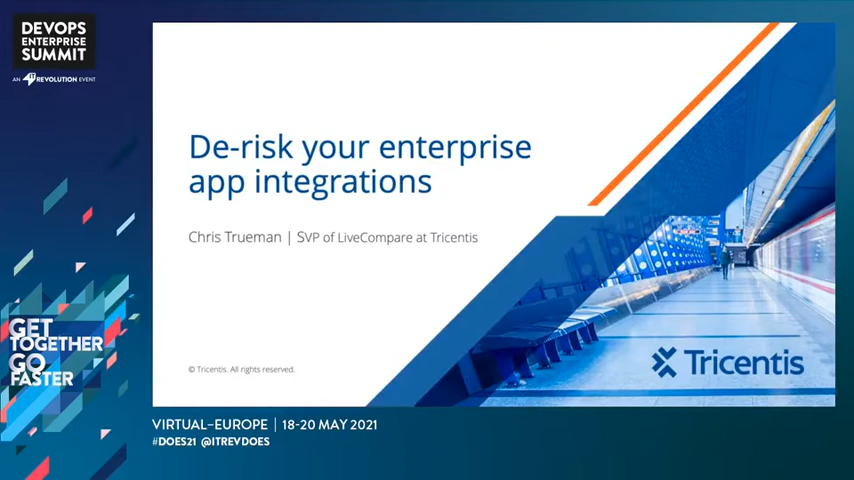 DEVOPS
ENTERPRISE
SUMMIT
AN IT REVOLUTION EVENT
De-risk your enterprise
app integrations
Chris Trueman | SVP of LiveCompare at Tricentis
© Tricentis. All rights reserved.
Tricentis
GET
TOGETHER
GO
FASTER
VIRTUAL–EUROPE | 18-20 MAY 2021
#DOES21 @ITREVDOES